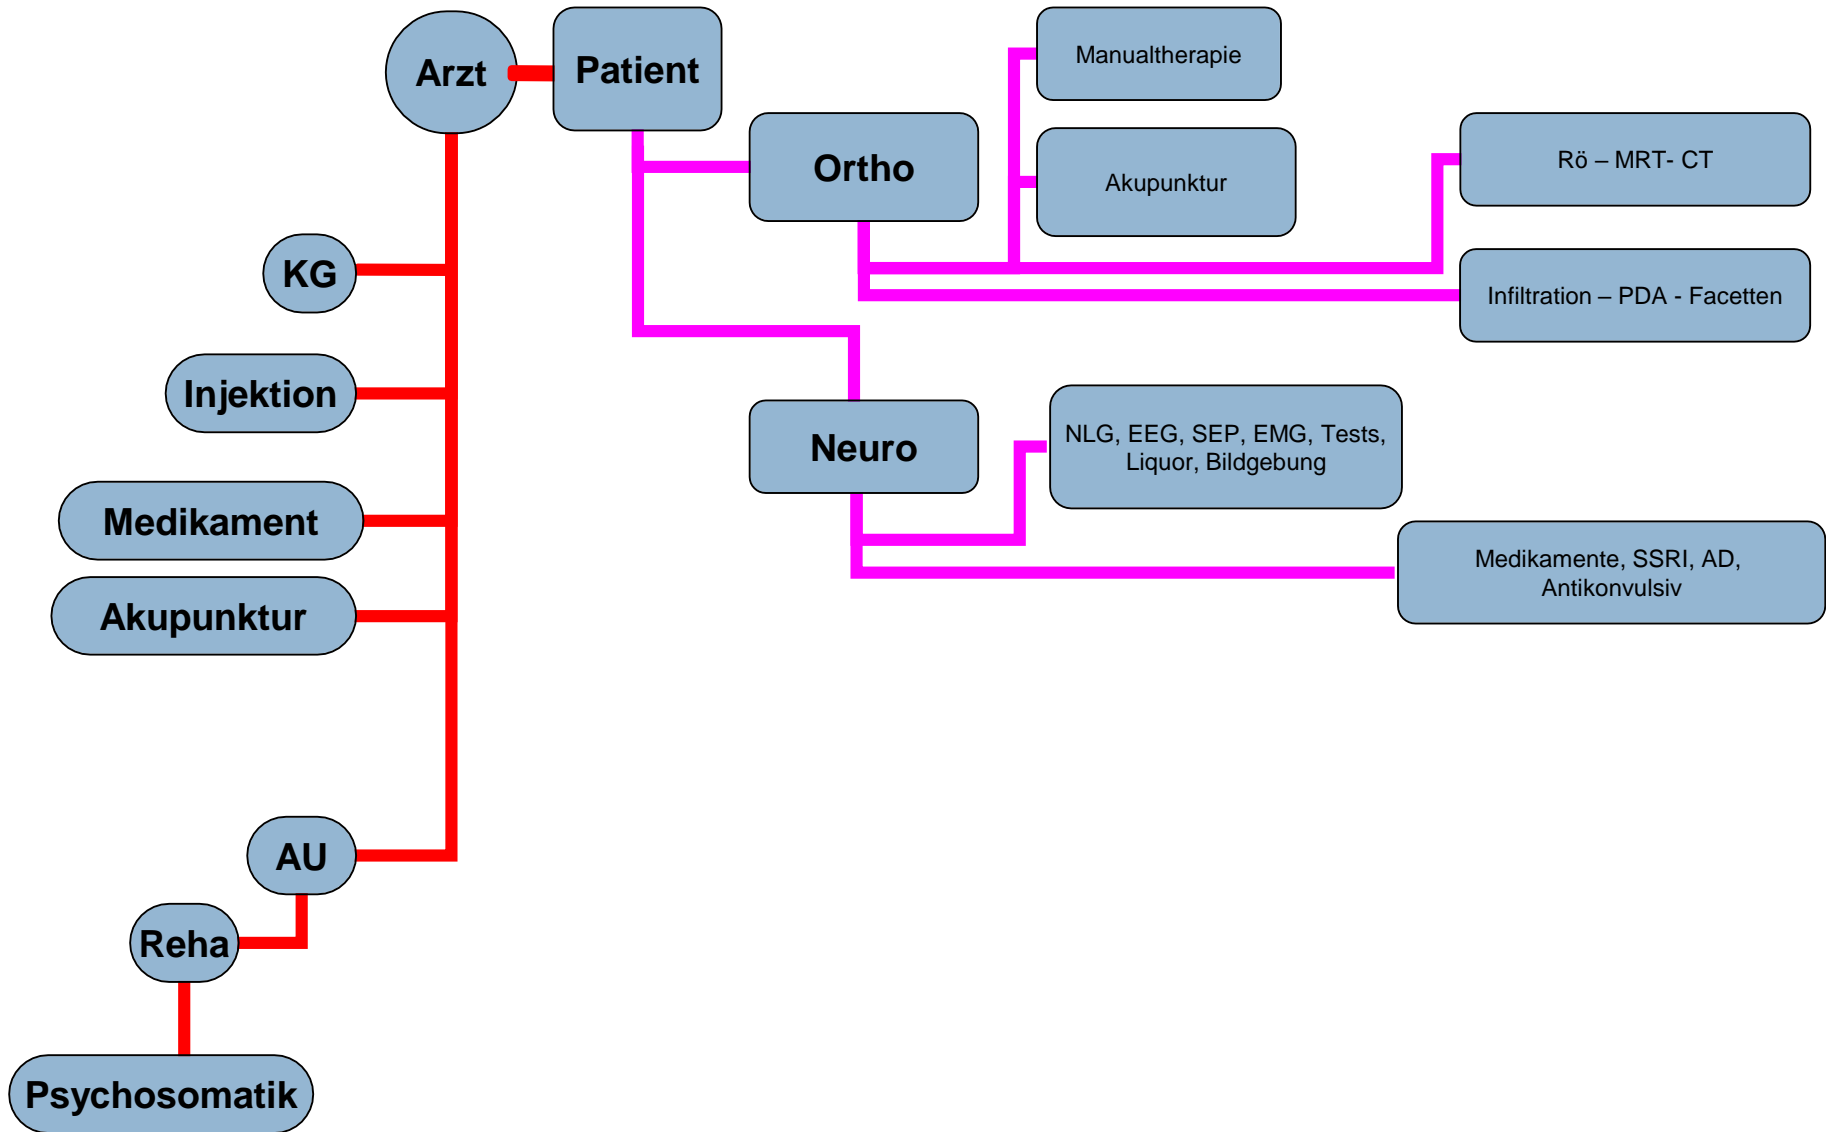 Arzt
Patient
Manualtherapie
Ortho
Akupunktur
Rö – MRT- CT
KG
Infiltration – PDA - Facetten
Injektion
Neuro
NLG, EEG, SEP, EMG, Tests,
Liquor, Bildgebung
Medikament
Medikamente, SSRI, AD,
Antikonvulsiv
Akupunktur
AU
Reha
Psychosomatik